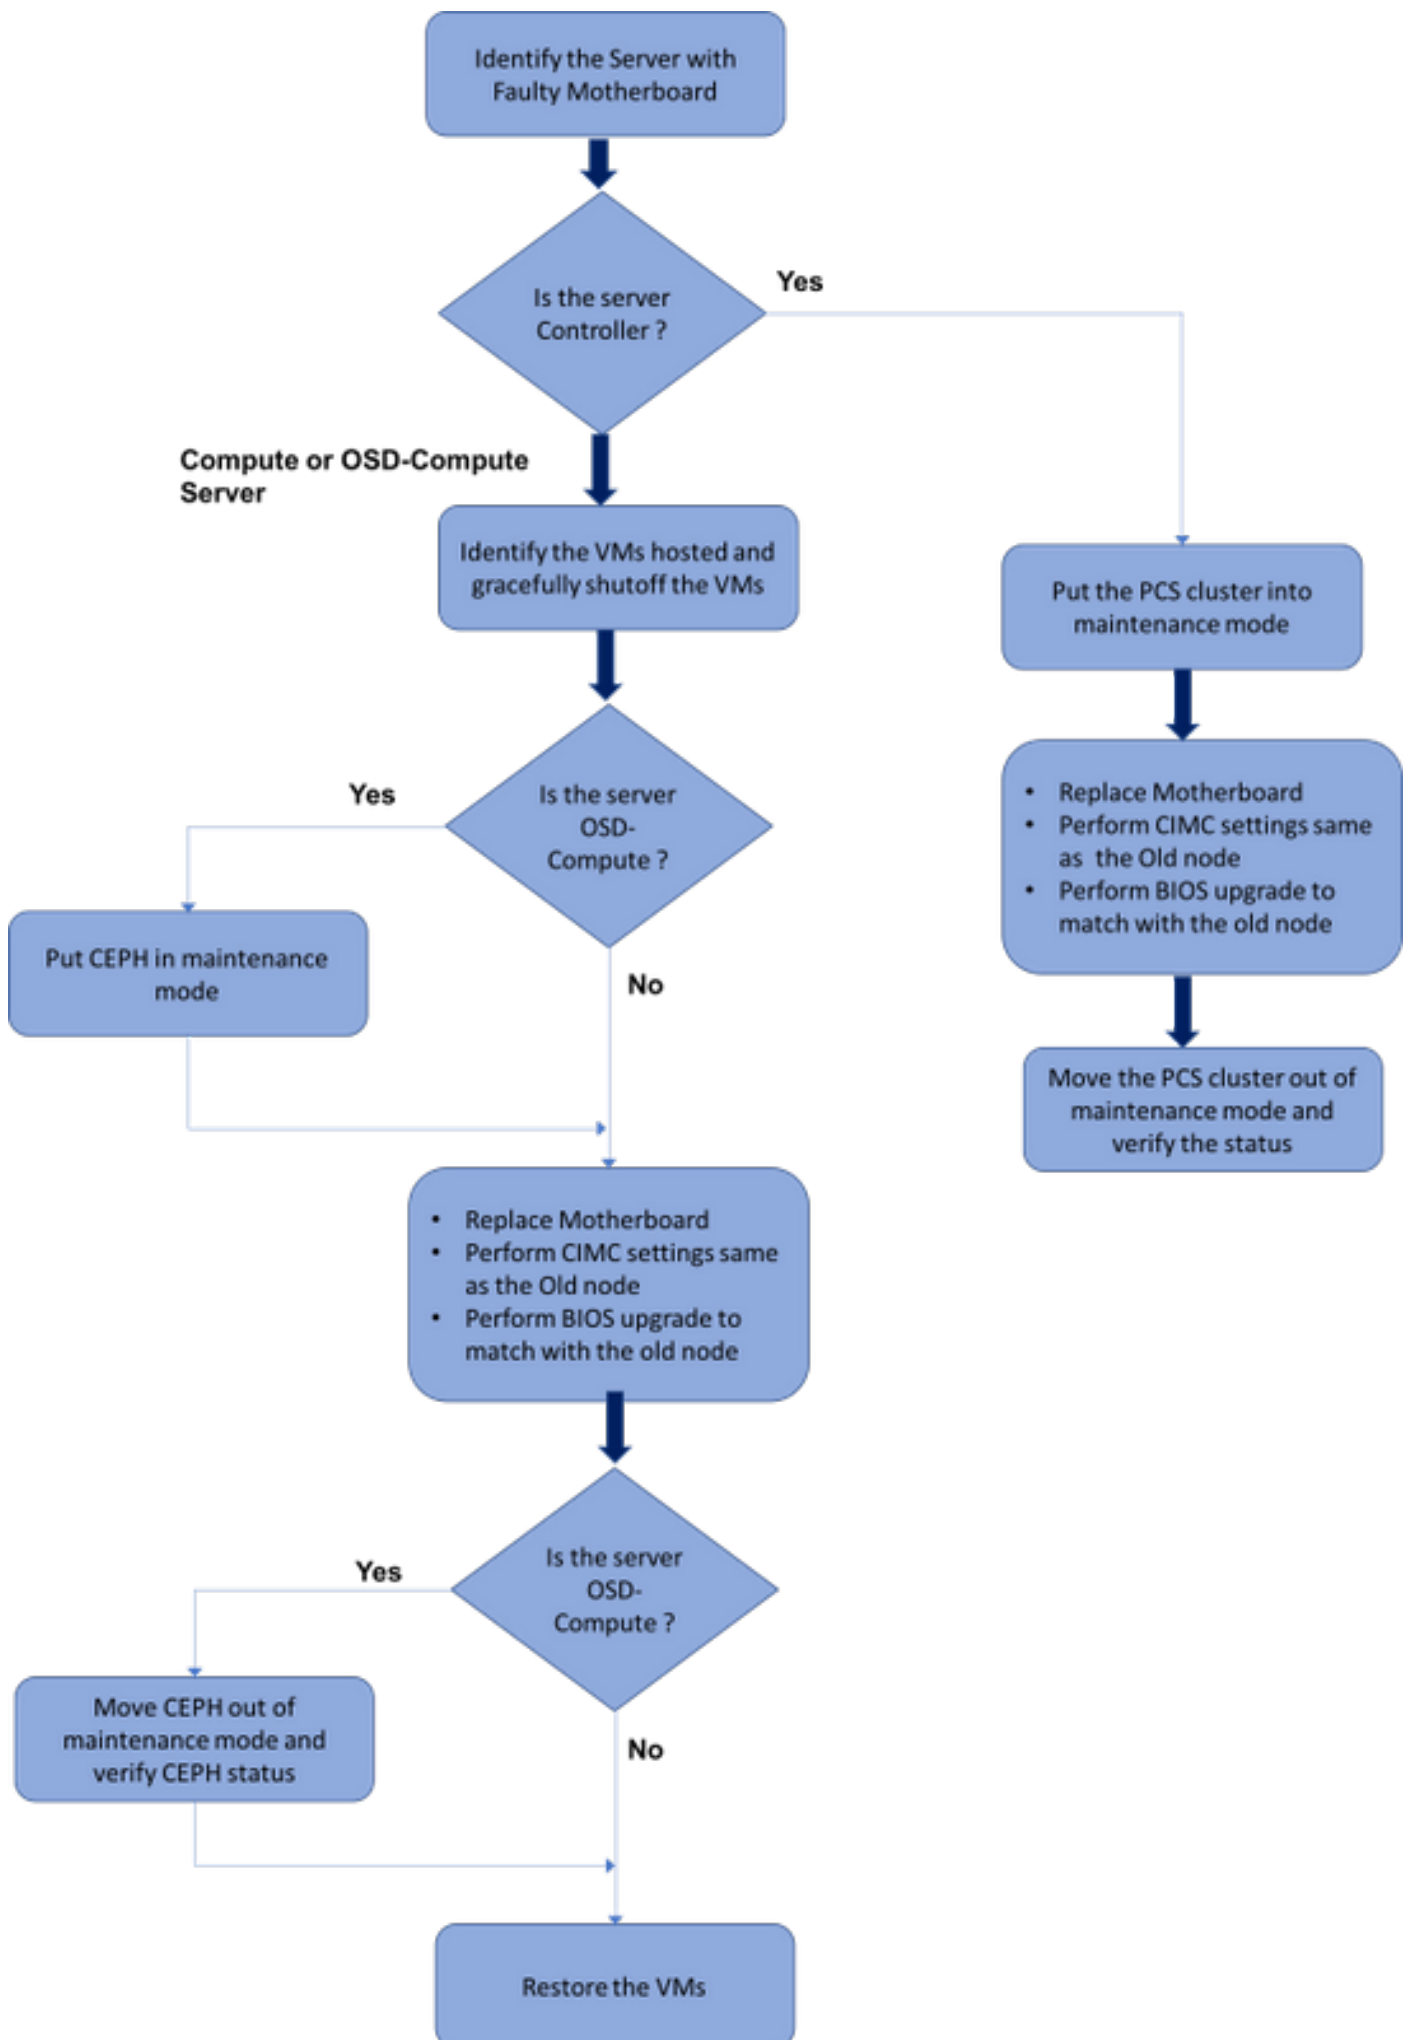 Identify the Server with
Faulty Motherboard
Is the server
Controller ?
Yes
Compute or OSD-Compute
Server
Identify the VMs hosted and
gracefully shutoff the VMs
Put the PCS cluster into
maintenance mode
• Replace Motherboard
• Perform CIMC settings same
as the Old node
• Perform BIOS upgrade to
match with the old node
Move the PCS cluster out of
maintenance mode and
verify the status
Is the server
OSD-
Compute ?
Yes
Put CEPH in maintenance
mode
No
• Replace Motherboard
• Perform CIMC settings same
as the Old node
• Perform BIOS upgrade to
match with the old node
Is the server
OSD-
Compute ?
Yes
Move CEPH out of
maintenance mode and
verify CEPH status
No
Restore the VMs